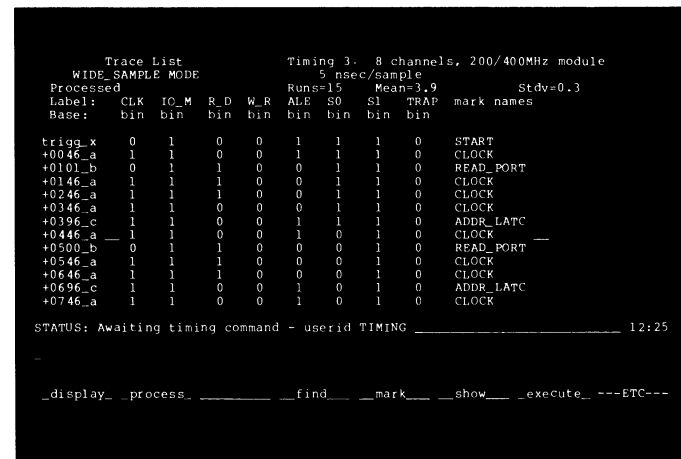 Trace List Timing 3. 8 channels, 200/400MHz module
WIDE_SAMPLE MODE 5 nsec/sample
Processed Runs=15 Mean=3.9 Stdv=0.3
Label: CLK IO_M R_D W_R ALE S0 S1 TRAP mark names
Base: bin bin bin bin bin bin bin bin
trigg_x 0 1 0 0 1 1 1 0 START
+0046_a 1 1 0 0 1 1 1 0 CLOCK
+0101_b 0 1 1 0 0 1 1 0 READ_PORT
+0146_a 1 1 1 0 0 1 1 0 CLOCK
+0246_a 1 1 1 0 0 1 1 0 CLOCK
+0346_a 1 1 0 0 0 1 1 0 CLOCK
+0396_c 1 1 0 0 1 1 1 0 ADDR_LATC
+0446_a 1 1 0 0 1 0 1 0 CLOCK
+0500_b 0 1 1 0 0 0 1 0 READ_PORT
+0546_a 1 1 1 0 0 0 1 0 CLOCK
+0646_a 1 1 1 0 0 0 1 0 CLOCK
+0696_c 1 1 0 0 1 0 1 0 ADDR_LATC
+0746_a 1 1 0 0 1 0 1 0 CLOCK
STATUS: Awaiting timing command - userid TIMING 12:25
_display_ _process_ __find___ __mark___ __show___ _execute_ ---ETC---